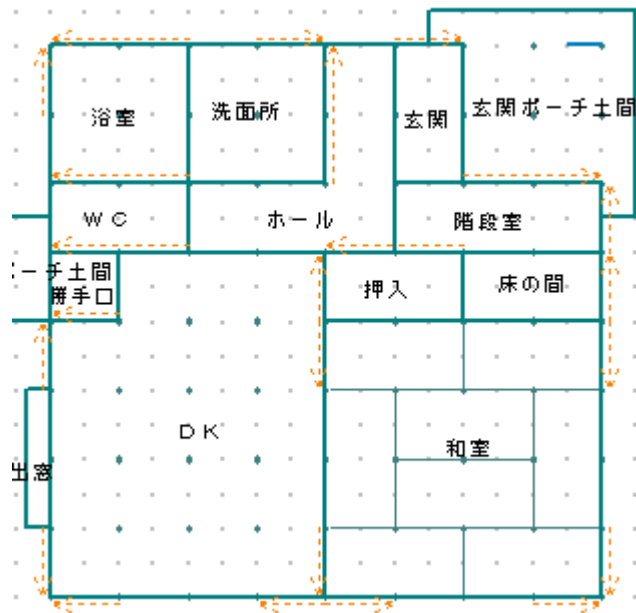 浴室
洗面所
玄関
玄関ポーチ土間
WC
ホール
階段室
ポーチ土間
勝手口
押入
床の間
DK
和室
出窓